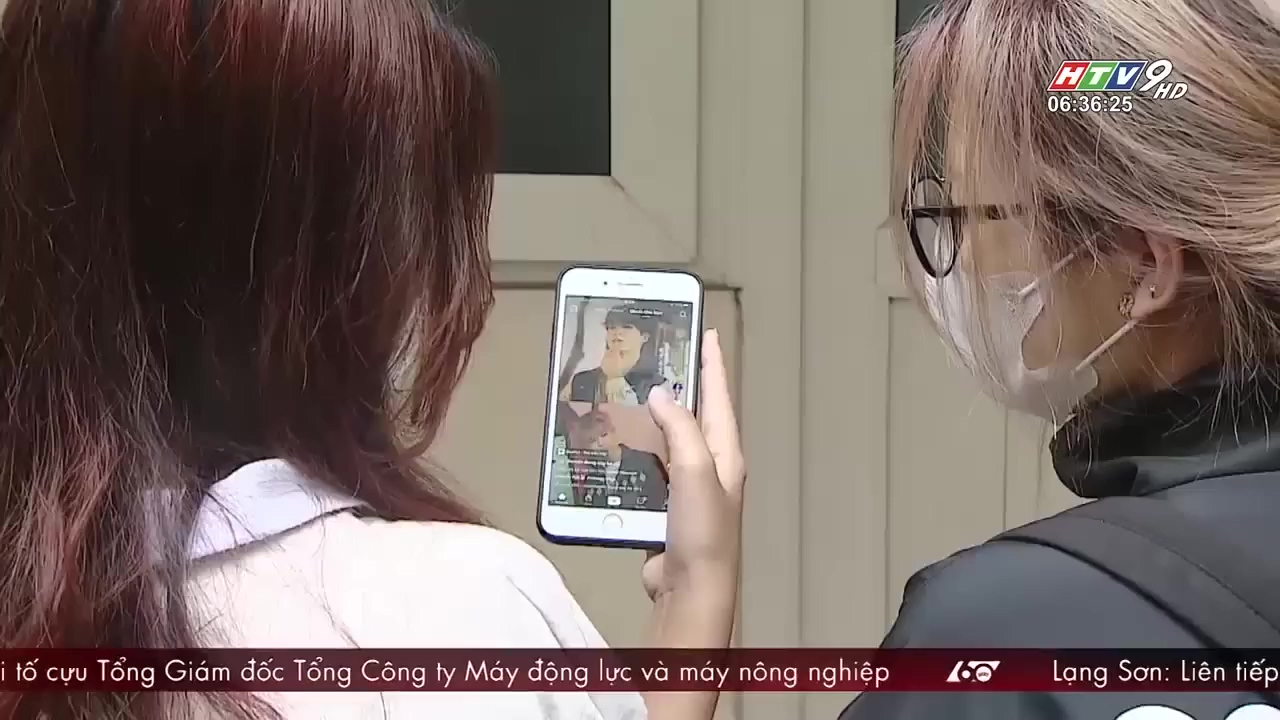 HTV9 HD
06:36:25
i tố cựu Tổng Giám đốc Tổng Công ty Máy động lực và máy nông nghiệp 60 Lạng Sơn: Liên tiếp